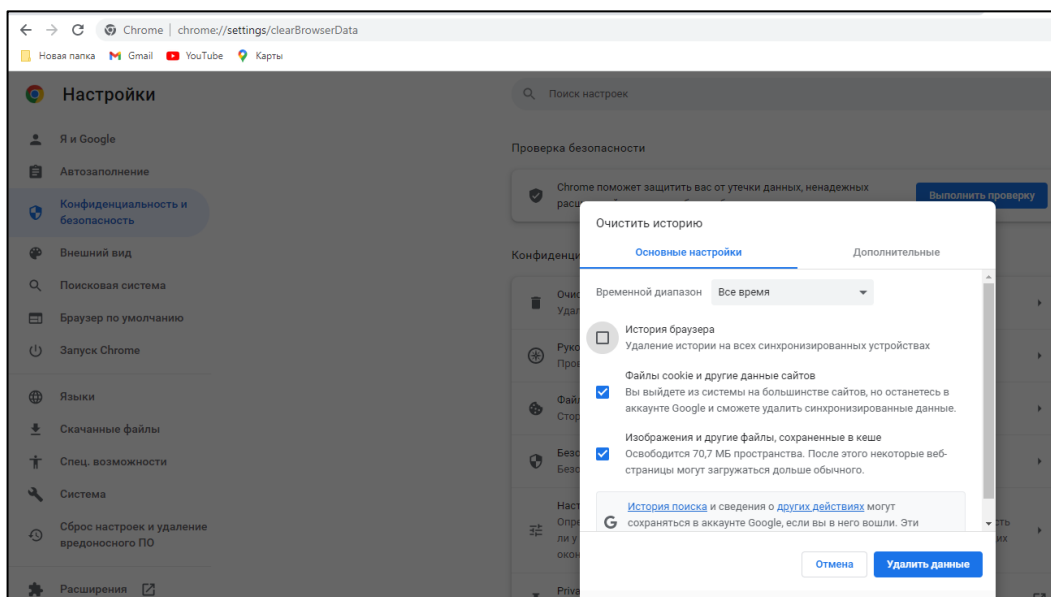 Chrome | chrome://settings/clearBrowserData
Новая папка Gmail YouTube Карты
Настройки
Поиск настроек
Я и Google
Автозаполнение
Конфиденциальность и
безопасность
Внешний вид
Поисковая система
Браузер по умолчанию
Запуск Chrome
Языки
Скачанные файлы
Спец. возможности
Система
Сброс настроек и удаление
вредоносного ПО
Расширения
Проверка безопасности
Chrome поможет защитить вас от утечки данных, ненадежных
Выполнить проверку
Очистить историю
Основные настройки Дополнительные
Временной диапазон Все время
История браузера
Удаление истории на всех синхронизированных устройствах
Файлы cookie и другие данные сайтов
Вы выйдете из системы на большинстве сайтов, но останетесь в
аккаунте Google и сможете удалить синхронизированные данные.
Изображения и другие файлы, сохраненные в кеше
Освободится 70,7 МБ пространства. После этого некоторые веб-
страницы могут загружаться дольше обычного.
История поиска и сведения о других действиях могут
сохраняться в аккаунте Google, если вы в него вошли. Эти
Отмена Удалить данные